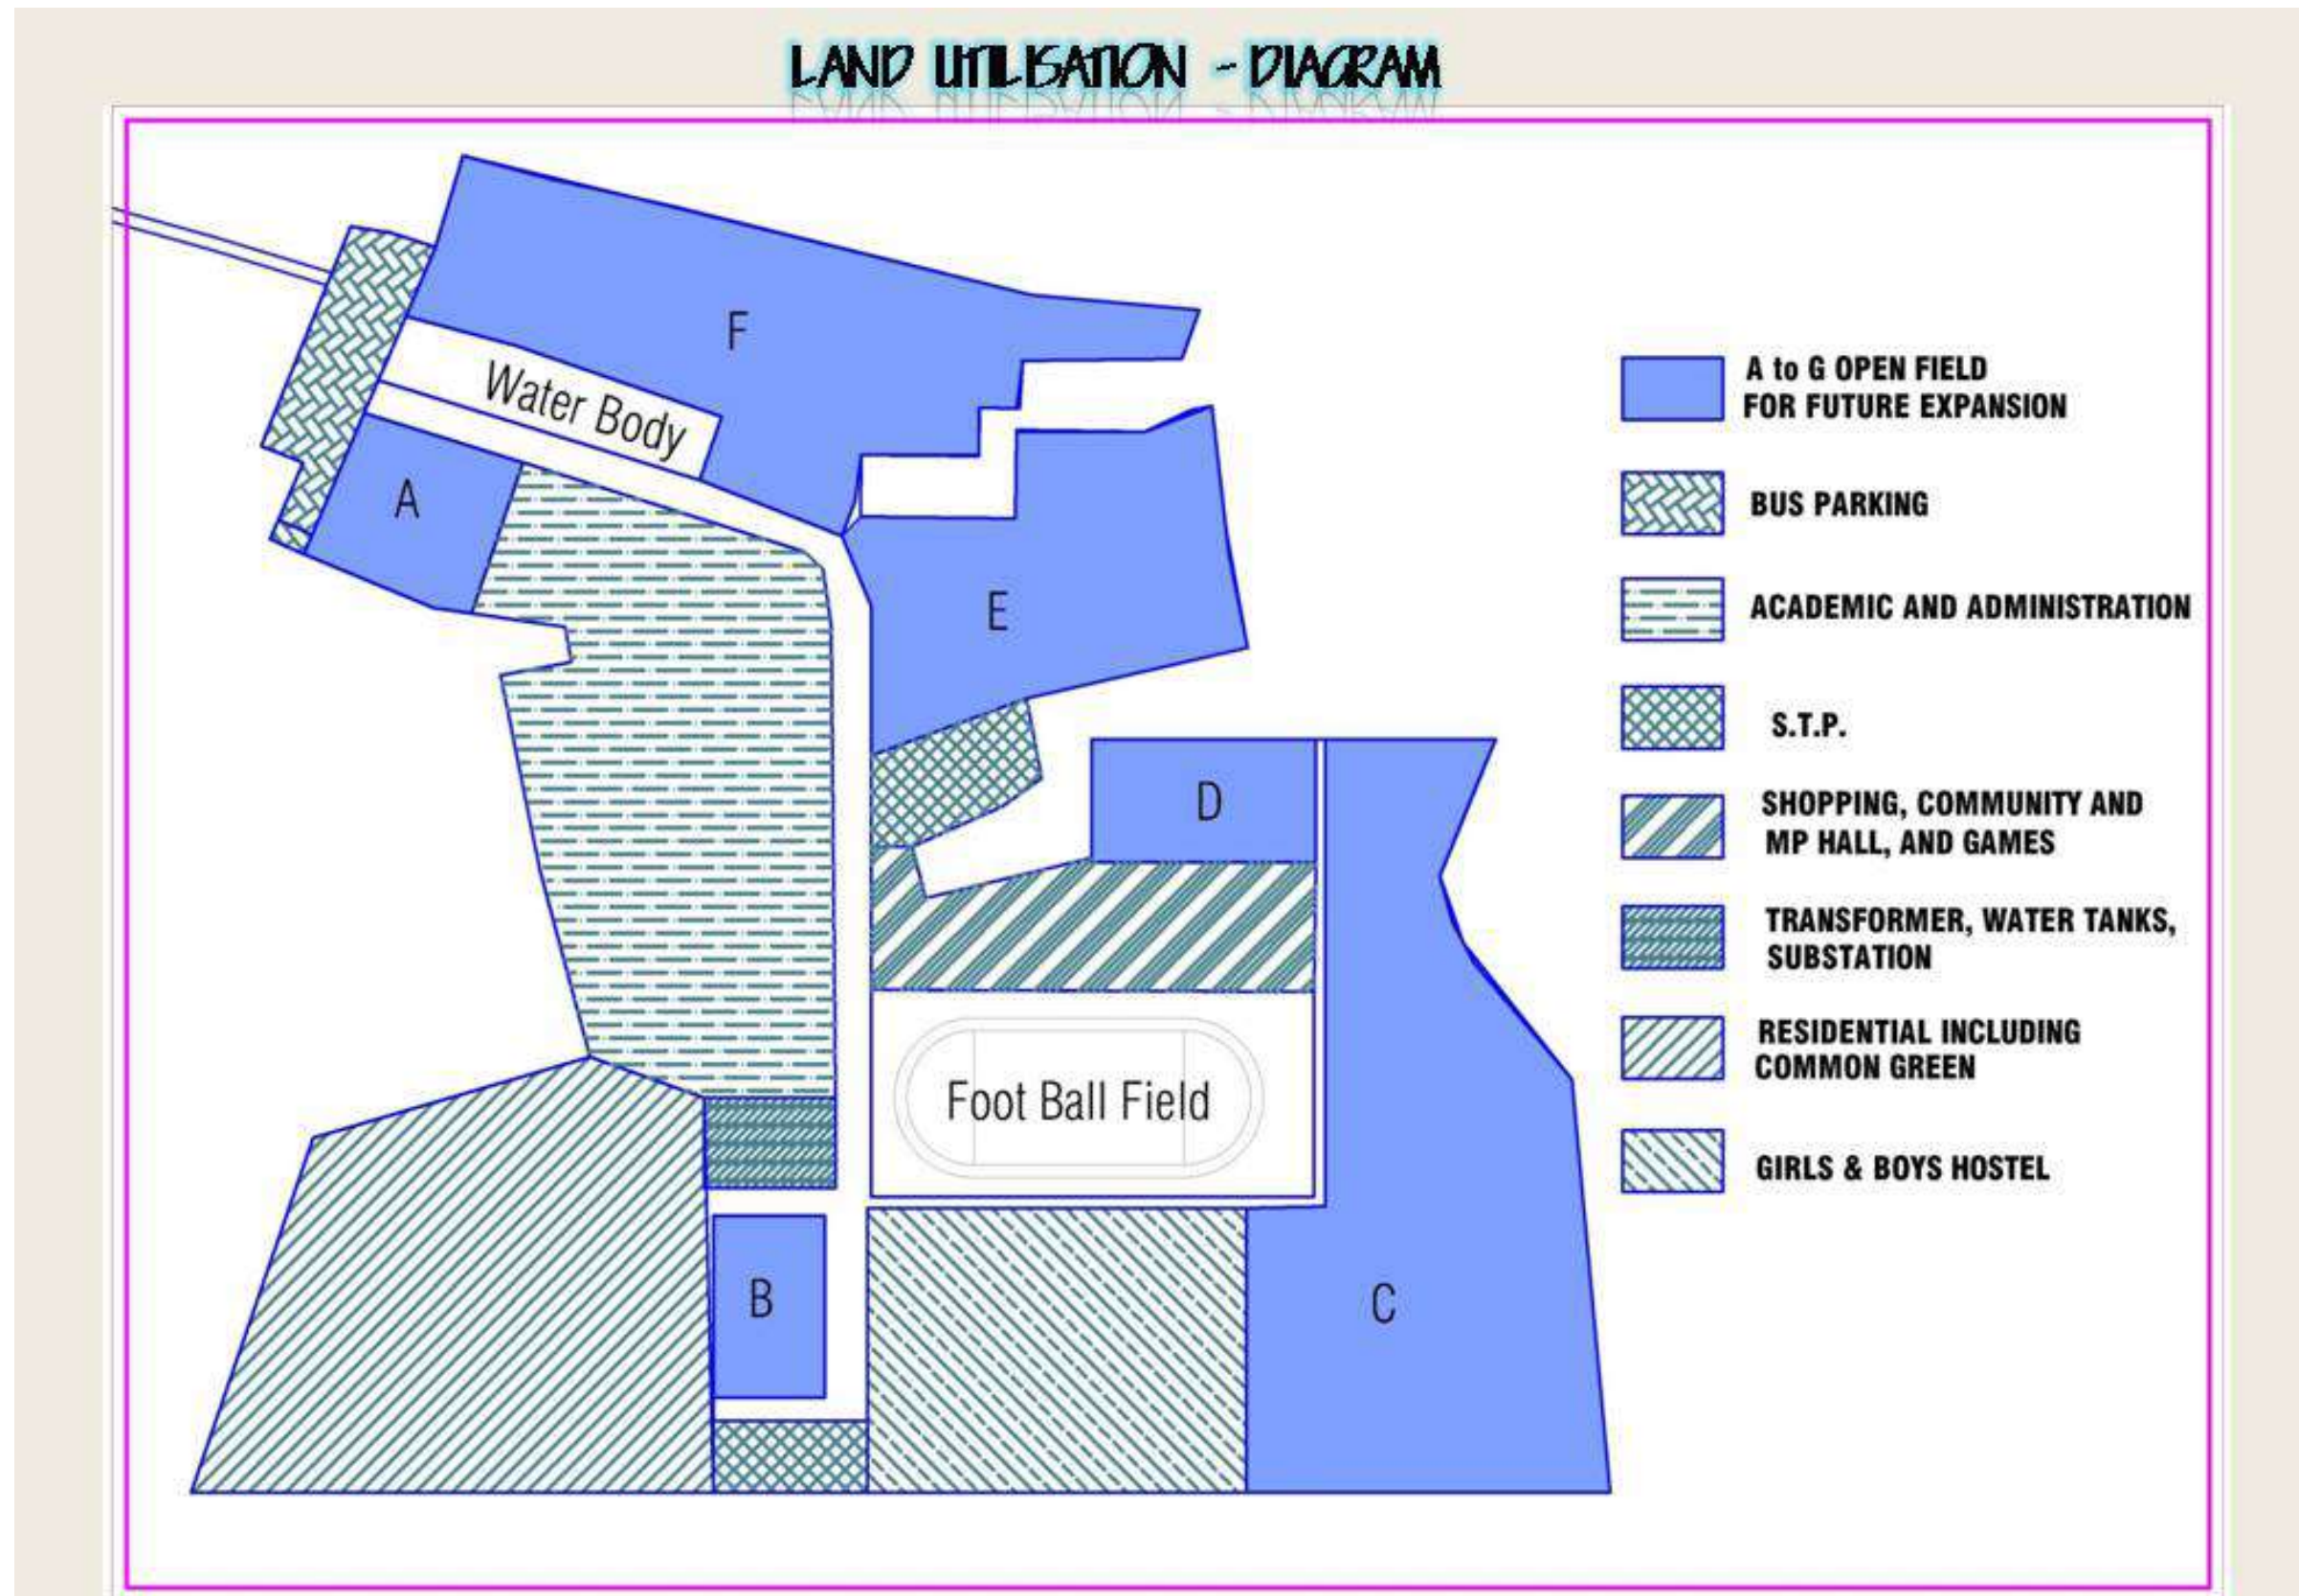 LAND UTILISATION - DIAGRAM
F
Water Body
A
E
D
Foot Ball Field
B
C
A to G OPEN FIELD
FOR FUTURE EXPANSION
BUS PARKING
ACADEMIC AND ADMINISTRATION
S.T.P.
SHOPPING, COMMUNITY AND
MP HALL, AND GAMES
TRANSFORMER, WATER TANKS,
SUBSTATION
RESIDENTIAL INCLUDING
COMMON GREEN
GIRLS & BOYS HOSTEL